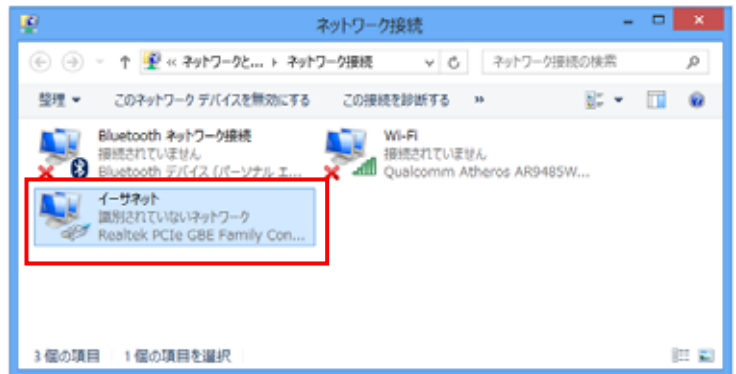 ネットワーク接続
« ネットワークと... ▸ ネットワーク接続
ネットワーク接続の検索
整理 このネットワーク デバイスを無効にする この接続を診断する »
Bluetooth ネットワーク接続
接続されていません
Bluetooth デバイス (パーソナル エ...
Wi-Fi
接続されていません
Qualcomm Atheros AR9485W...
イーサネット
識別されていないネットワーク
Realtek PCIe GBE Family Con...
3 個の項目 1 個の項目を選択